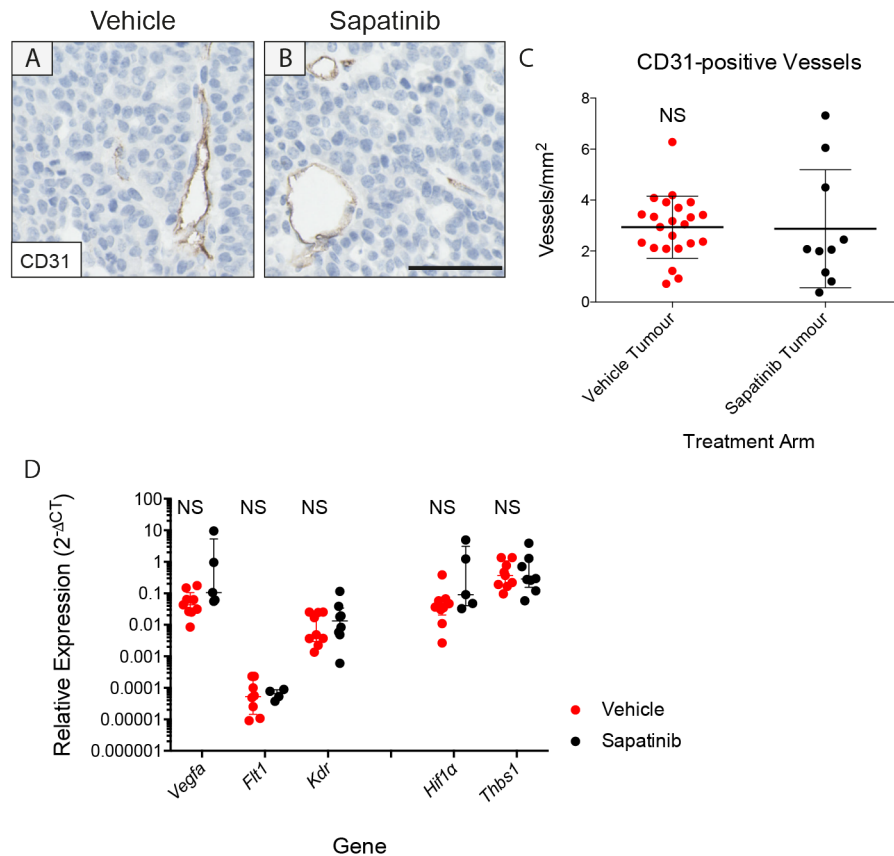 Vehicle
Sapatinib
A
B
CD31
C
CD31-positive Vessels
Vessels/mm²
8
6
4
2
0
NS
Vehicle Tumour
Sapatinib Tumour
Treatment Arm
D
Relative Expression (2^-ΔCT)
100
10
1
0.1
0.01
0.001
0.0001
0.00001
0.000001
NS
NS
NS
NS
NS
Vegfa
Flt1
Kdr
Hif1α
Thbs1
Gene
Vehicle
Sapatinib